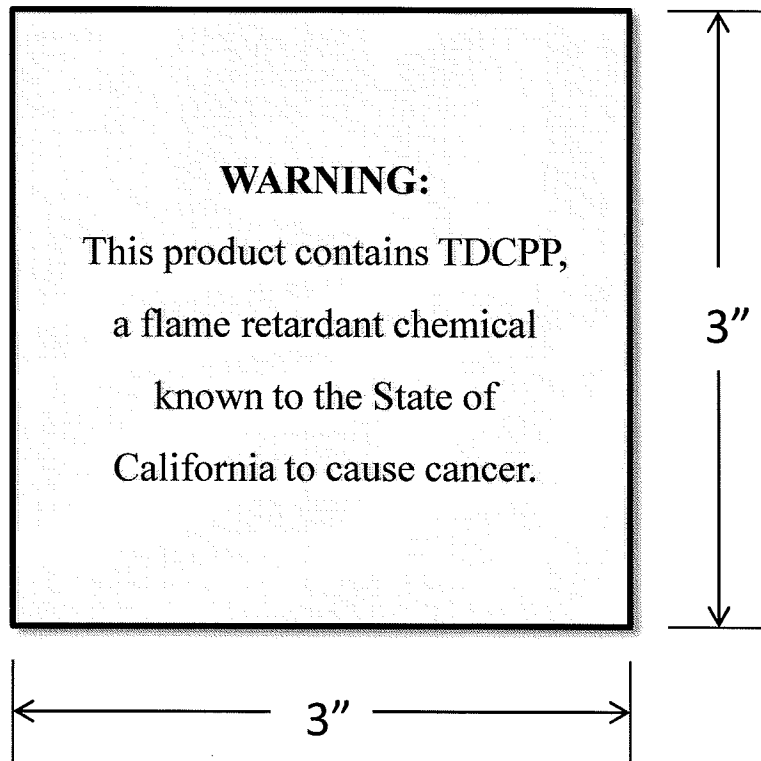 WARNING:
This product contains TDCPP,
a flame retardant chemical
known to the State of
California to cause cancer.
3”
3”